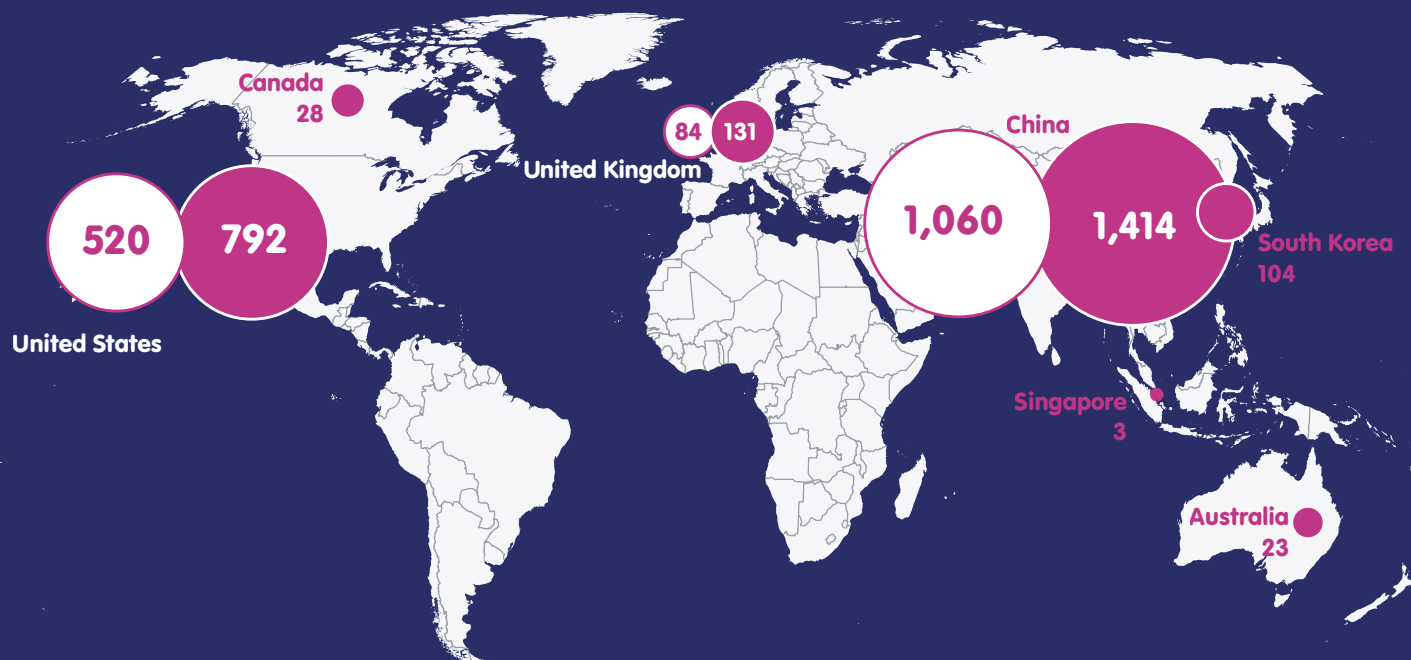 Canada
28
84
131
United Kingdom
China
520
792
1,060
1,414
South Korea
104
United States
Singapore
3
Australia
23